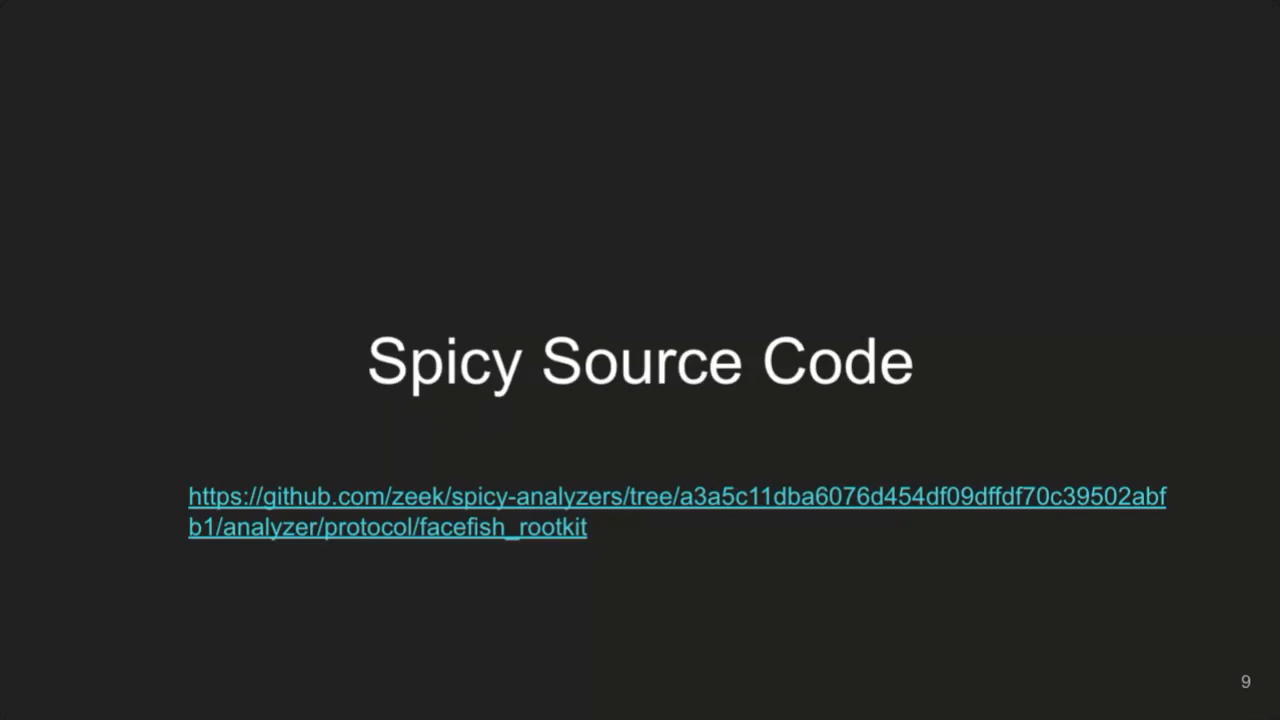 Spicy Source Code
https://github.com/zeek/spicy-analyzers/tree/a3a5c11dba6076d454df09dffdf70c39502abf
b1/analyzer/protocol/facefish_rootkit
9